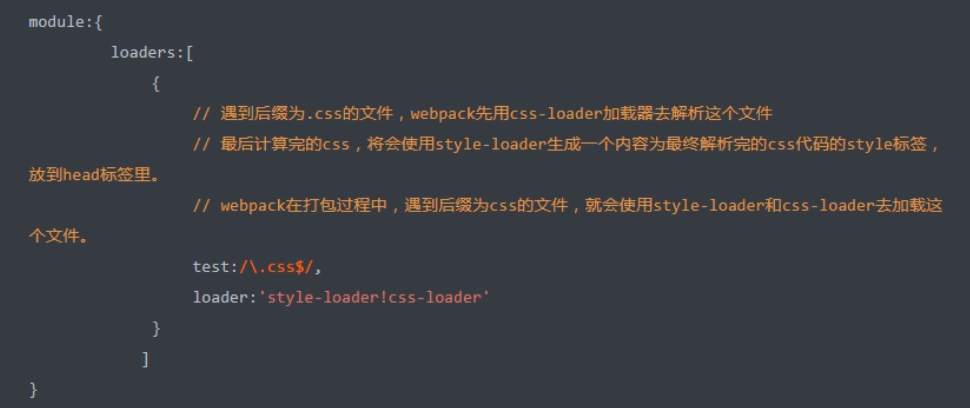 module:{
loaders:[
{
// 遇到后缀为.css的文件，webpack先用css-loader加载器去解析这个文件
// 最后计算完的css，将会使用style-loader生成一个内容为最终解析完的css代码的style标签，
放到head标签里。
// webpack在打包过程中，遇到后缀为css的文件，就会使用style-loader和css-loader去加载这
个文件。
test:/\.css$/,
loader:'style-loader!css-loader'
}
]
}